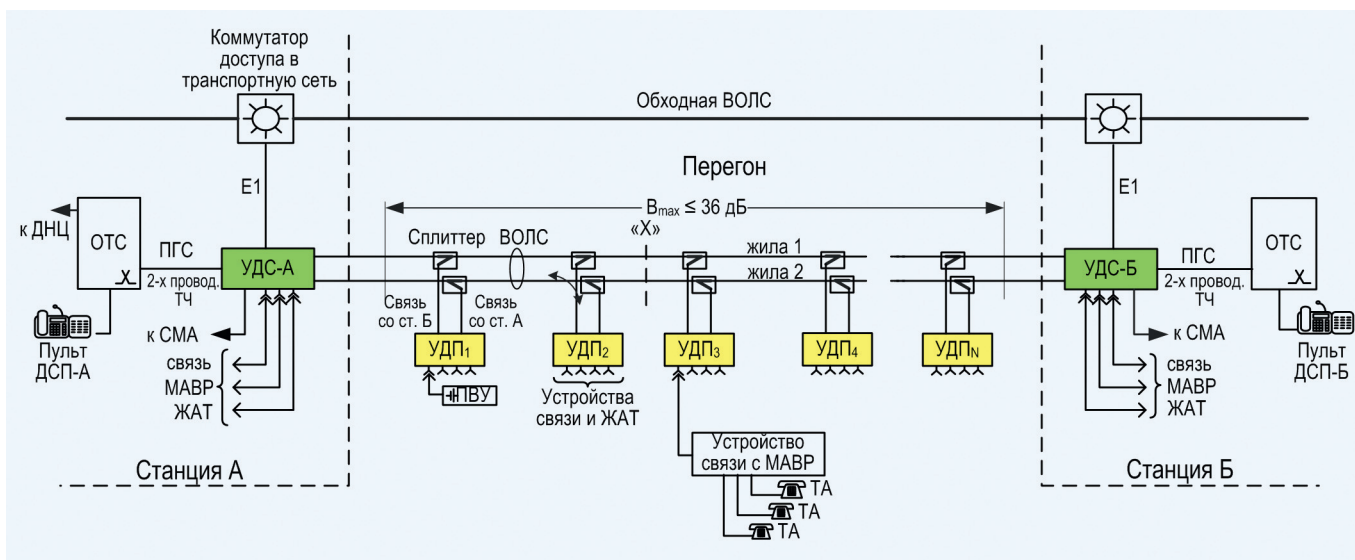 Коммутатор
доступа в
транспортную сеть
Обходная ВОЛС
E1
E1
Перегон
Bmax ≤ 36 дБ
«X»
к ДНЦ
ОТС
ПГС
УДС-А
2-х провод.
ТЧ
Сплиттер
ВОЛС
жила 1
жила 2
УДС-Б
ПГС
2-х провод.
ТЧ
ОТС
Связь
со ст. Б
Связь
со ст. А
к СМА
к СМА
Пульт
ДСП-А
Пульт
ДСП-Б
УДП1
УДП2
УДП3
УДП4
УДПN
связь
МАВР
ЖАТ
ПВУ
Устройства
связи и ЖАТ
связь
МАВР
ЖАТ
Устройство
связи с МАВР
ТА
ТА
ТА
Станция А
Станция Б